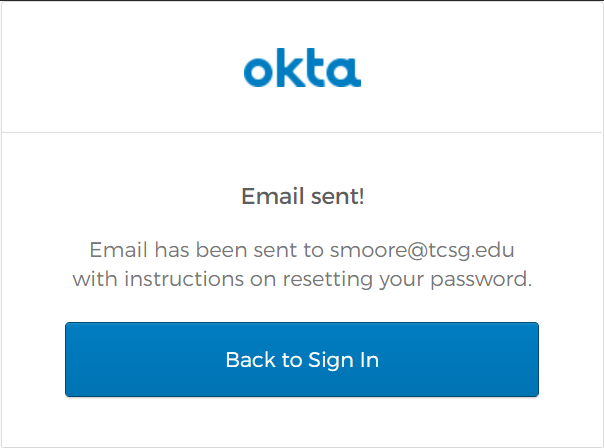 okta
Email sent!
Email has been sent to smoore@tcsg.edu
with instructions on resetting your password.
Back to Sign In